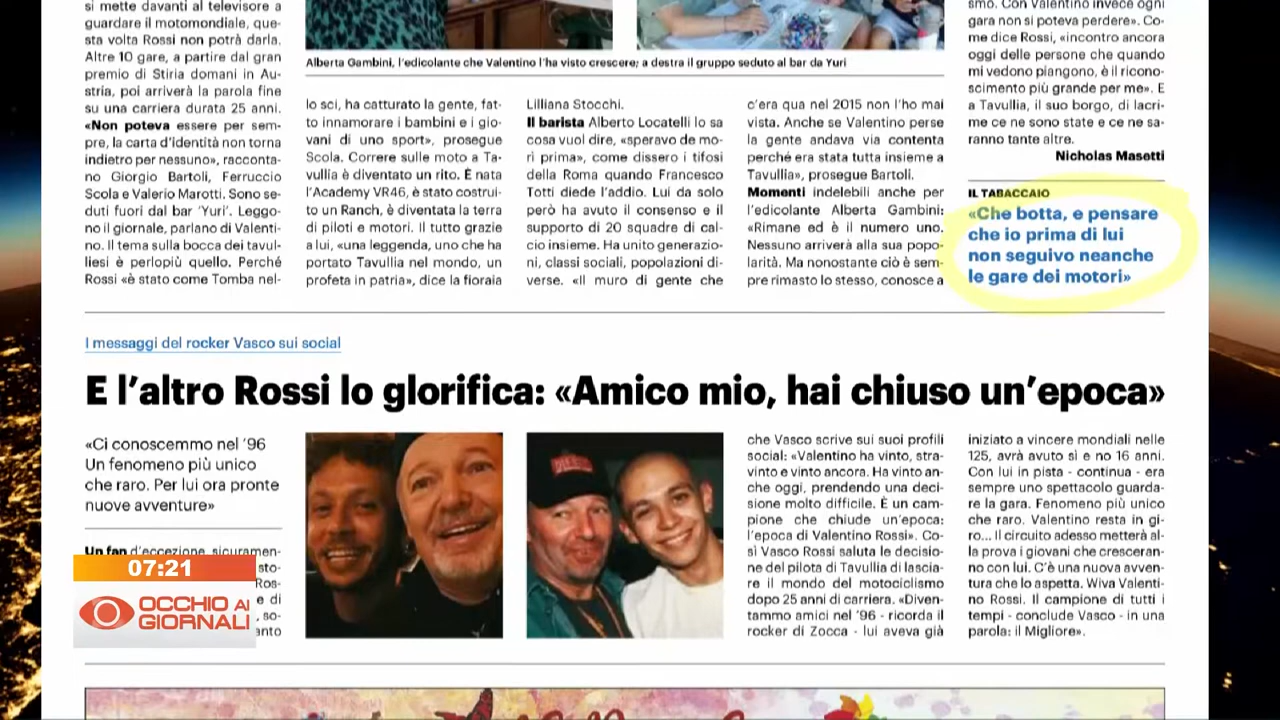 si mette davanti al televisore a
guardare il motomondiale, que-
sta volta Rossi non potrà darla.
Altre 10 gare, a partire dal gran
premio di Stiria domani in Au-
stria, poi arriverà la parola fine
su una carriera durata 25 anni.
«Non poteva essere per sem-
pre, la carta d'identità non torna
indietro per nessuno», racconta-
no Giorgio Bartoli, Ferruccio
Scola e Valerio Marotti. Sono se-
duti fuori dal bar 'Yuri'. Leggo-
no il giornale, parlano di Valenti-
no. Il tema sulla bocca dei tavul-
liesi è perlopiù quello. Perché
Rossi «è stato come Tomba nel-
Alberta Gambini, l'edicolante che Valentino l'ha visto crescere; a destra il gruppo seduto al bar da Yuri
lo sci, ha catturato la gente, fat-
to innamorare i bambini e i gio-
vani di uno sport», prosegue
Scola. Correre sulle moto a Ta-
vullia è diventato un rito. È nata
l'Academy VR46, è stato costrui-
to un Ranch, è diventata la terra
di piloti e motori. Il tutto grazie
a lui, «una leggenda, uno che ha
portato Tavullia nel mondo, un
profeta in patria», dice la fioraia
Lilliana Stocchi.
Il barista Alberto Locatelli lo sa
cosa vuol dire, «speravo de mo-
rì prima», come dissero i tifosi
della Roma quando Francesco
Totti diede l'addio. Lui da solo
però ha avuto il consenso e il
supporto di 20 squadre di cal-
cio insieme. Ha unito generazio-
ni, classi sociali, popolazioni di-
verse. «Il muro di gente che
c'era qua nel 2015 non l'ho mai
vista. Anche se Valentino perse
la gente andava via contenta
perché era stata tutta insieme a
Tavullia», prosegue Bartoli.
Momenti indelebili anche per
l'edicolante Alberta Gambini:
«Rimane ed è il numero uno.
Nessuno arriverà alla sua popo-
larità. Ma nonostante ciò è sem-
pre rimasto lo stesso, conosce a
smo. Con Valentino invece ogni
gara non si poteva perdere». Co-
me dice Rossi, «incontro ancora
oggi delle persone che quando
mi vedono piangono, è il ricono-
scimento più grande per me». E
a Tavullia, il suo borgo, di lacri-
me ce ne sono state e ce ne sa-
ranno tante altre.
Nicholas Masetti
IL TABACCAIO
«Che botta, e pensare
che io prima di lui
non seguivo neanche
le gare dei motori»
I messaggi del rocker Vasco sui social
E l'altro Rossi lo glorifica: «Amico mio, hai chiuso un'epoca»
«Ci conoscemmo nel '96
Un fenomeno più unico
che raro. Per lui ora pronte
nuove avventure»
Un fan d'eccezione, sicuramen-
sto-
Ros-
e di
, so-
anto
che Vasco scrive sui suoi profili
social: «Valentino ha vinto, stra-
vinto e vinto ancora. Ha vinto an-
che oggi, prendendo una deci-
sione molto difficile. È un cam-
pione che chiude un'epoca:
l'epoca di Valentino Rossi». Co-
sì Vasco Rossi saluta le decisio-
ne del pilota di Tavullia di lascia-
re il mondo del motociclismo
dopo 25 anni di carriera. «Diven-
tammo amici nel '96 - ricorda il
rocker di Zocca - lui aveva già
iniziato a vincere mondiali nelle
125, avrà avuto sì e no 16 anni.
Con lui in pista - continua - era
sempre uno spettacolo guarda-
re la gara. Fenomeno più unico
che raro. Valentino resta in gi-
ro... Il circuito adesso metterà al-
la prova i giovani che cresceran-
no con lui. C'è una nuova avven-
tura che lo aspetta. Wiva Valenti-
no Rossi. Il campione di tutti i
tempi - conclude Vasco - in una
parola: il Migliore».
07:21
OCCHIO AI
GIORNALI